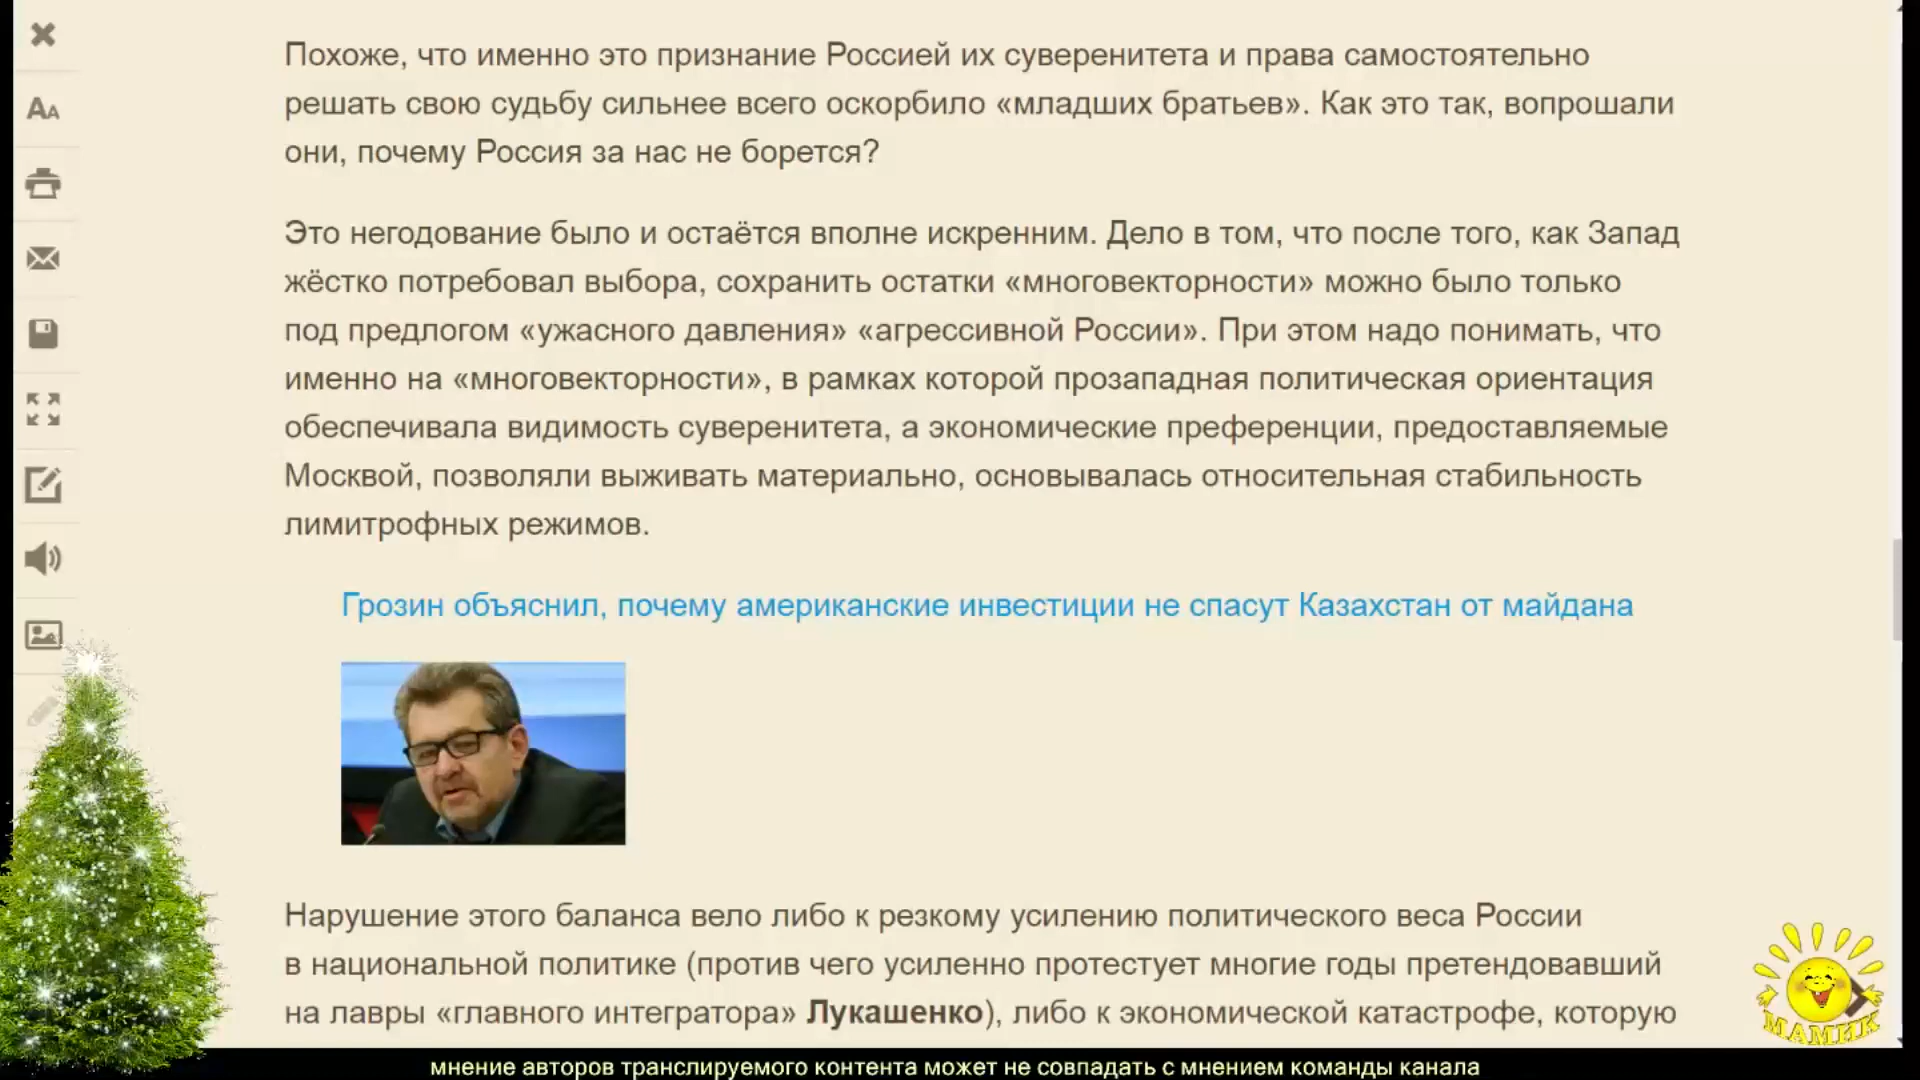 Похоже, что именно это признание Россией их суверенитета и права самостоятельно
решать свою судьбу сильнее всего оскорбило «младших братьев». Как это так, вопрошали
они, почему Россия за нас не борется?
Это негодование было и остаётся вполне искренним. Дело в том, что после того, как Запад
жёстко потребовал выбора, сохранить остатки «многовекторности» можно было только
под предлогом «ужасного давления» «агрессивной России». При этом надо понимать, что
именно на «многовекторности», в рамках которой прозападная политическая ориентация
обеспечивала видимость суверенитета, а экономические преференции, предоставляемые
Москвой, позволяли выживать материально, основывалась относительная стабильность
лимитрофных режимов.
Грозин объяснил, почему американские инвестиции не спасут Казахстан от майдана
Нарушение этого баланса вело либо к резкому усилению политического веса России
в национальной политике (против чего усиленно протестует многие годы претендовавший
на лавры «главного интегратора» Лукашенко), либо к экономической катастрофе, которую
МАМИК
мнение авторов транслируемого контента может не совпадать с мнением команды канала
AA